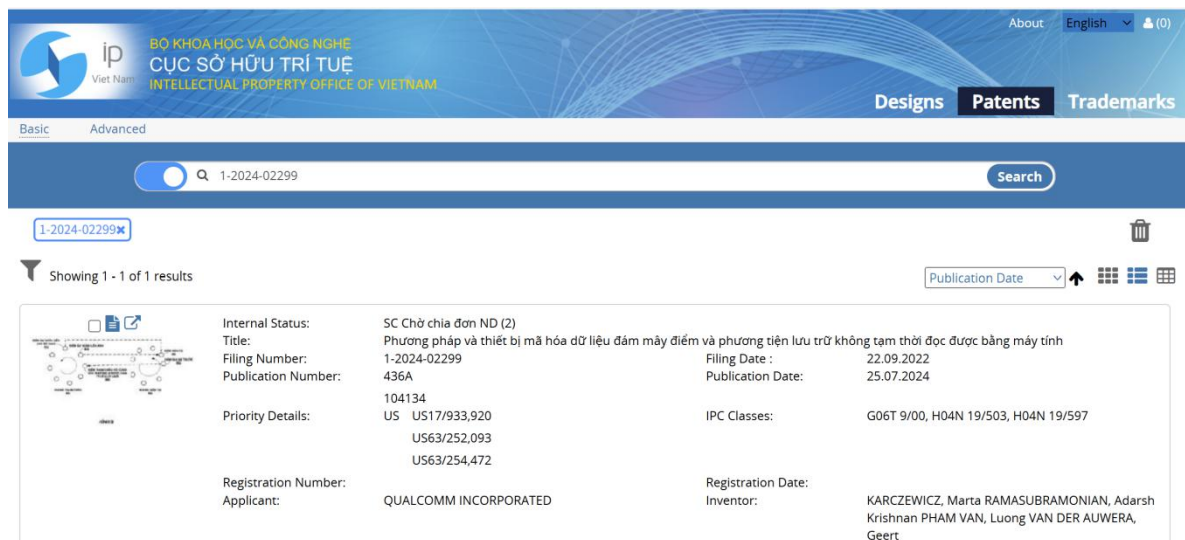 ip
Viet Nam
BỘ KHOA HỌC VÀ CÔNG NGHỆ
CỤC SỞ HỮU TRÍ TUỆ
INTELLECTUAL PROPERTY OFFICE OF VIETNAM
About English (0)
Designs Patents Trademarks
Basic Advanced
1-2024-02299 Search
1-2024-02299
Showing 1 - 1 of 1 results
Publication Date
Internal Status: SC Chờ chia đơn ND (2)
Title: Phương pháp và thiết bị mã hóa dữ liệu đám mây điểm và phương tiện lưu trữ không tạm thời đọc được bằng máy tính
Filing Number: 1-2024-02299 Filing Date : 22.09.2022
Publication Number: 436A Publication Date: 25.07.2024
104134
Priority Details: US US17/933,920 IPC Classes: G06T 9/00, H04N 19/503, H04N 19/597
US63/252,093
US63/254,472
Registration Number: Registration Date:
Applicant: QUALCOMM INCORPORATED Inventor: KARCZEWICZ, Marta RAMASUBRAMONIAN, Adarsh
Krishnan PHAM VAN, Luong VAN DER AUWERA,
Geert